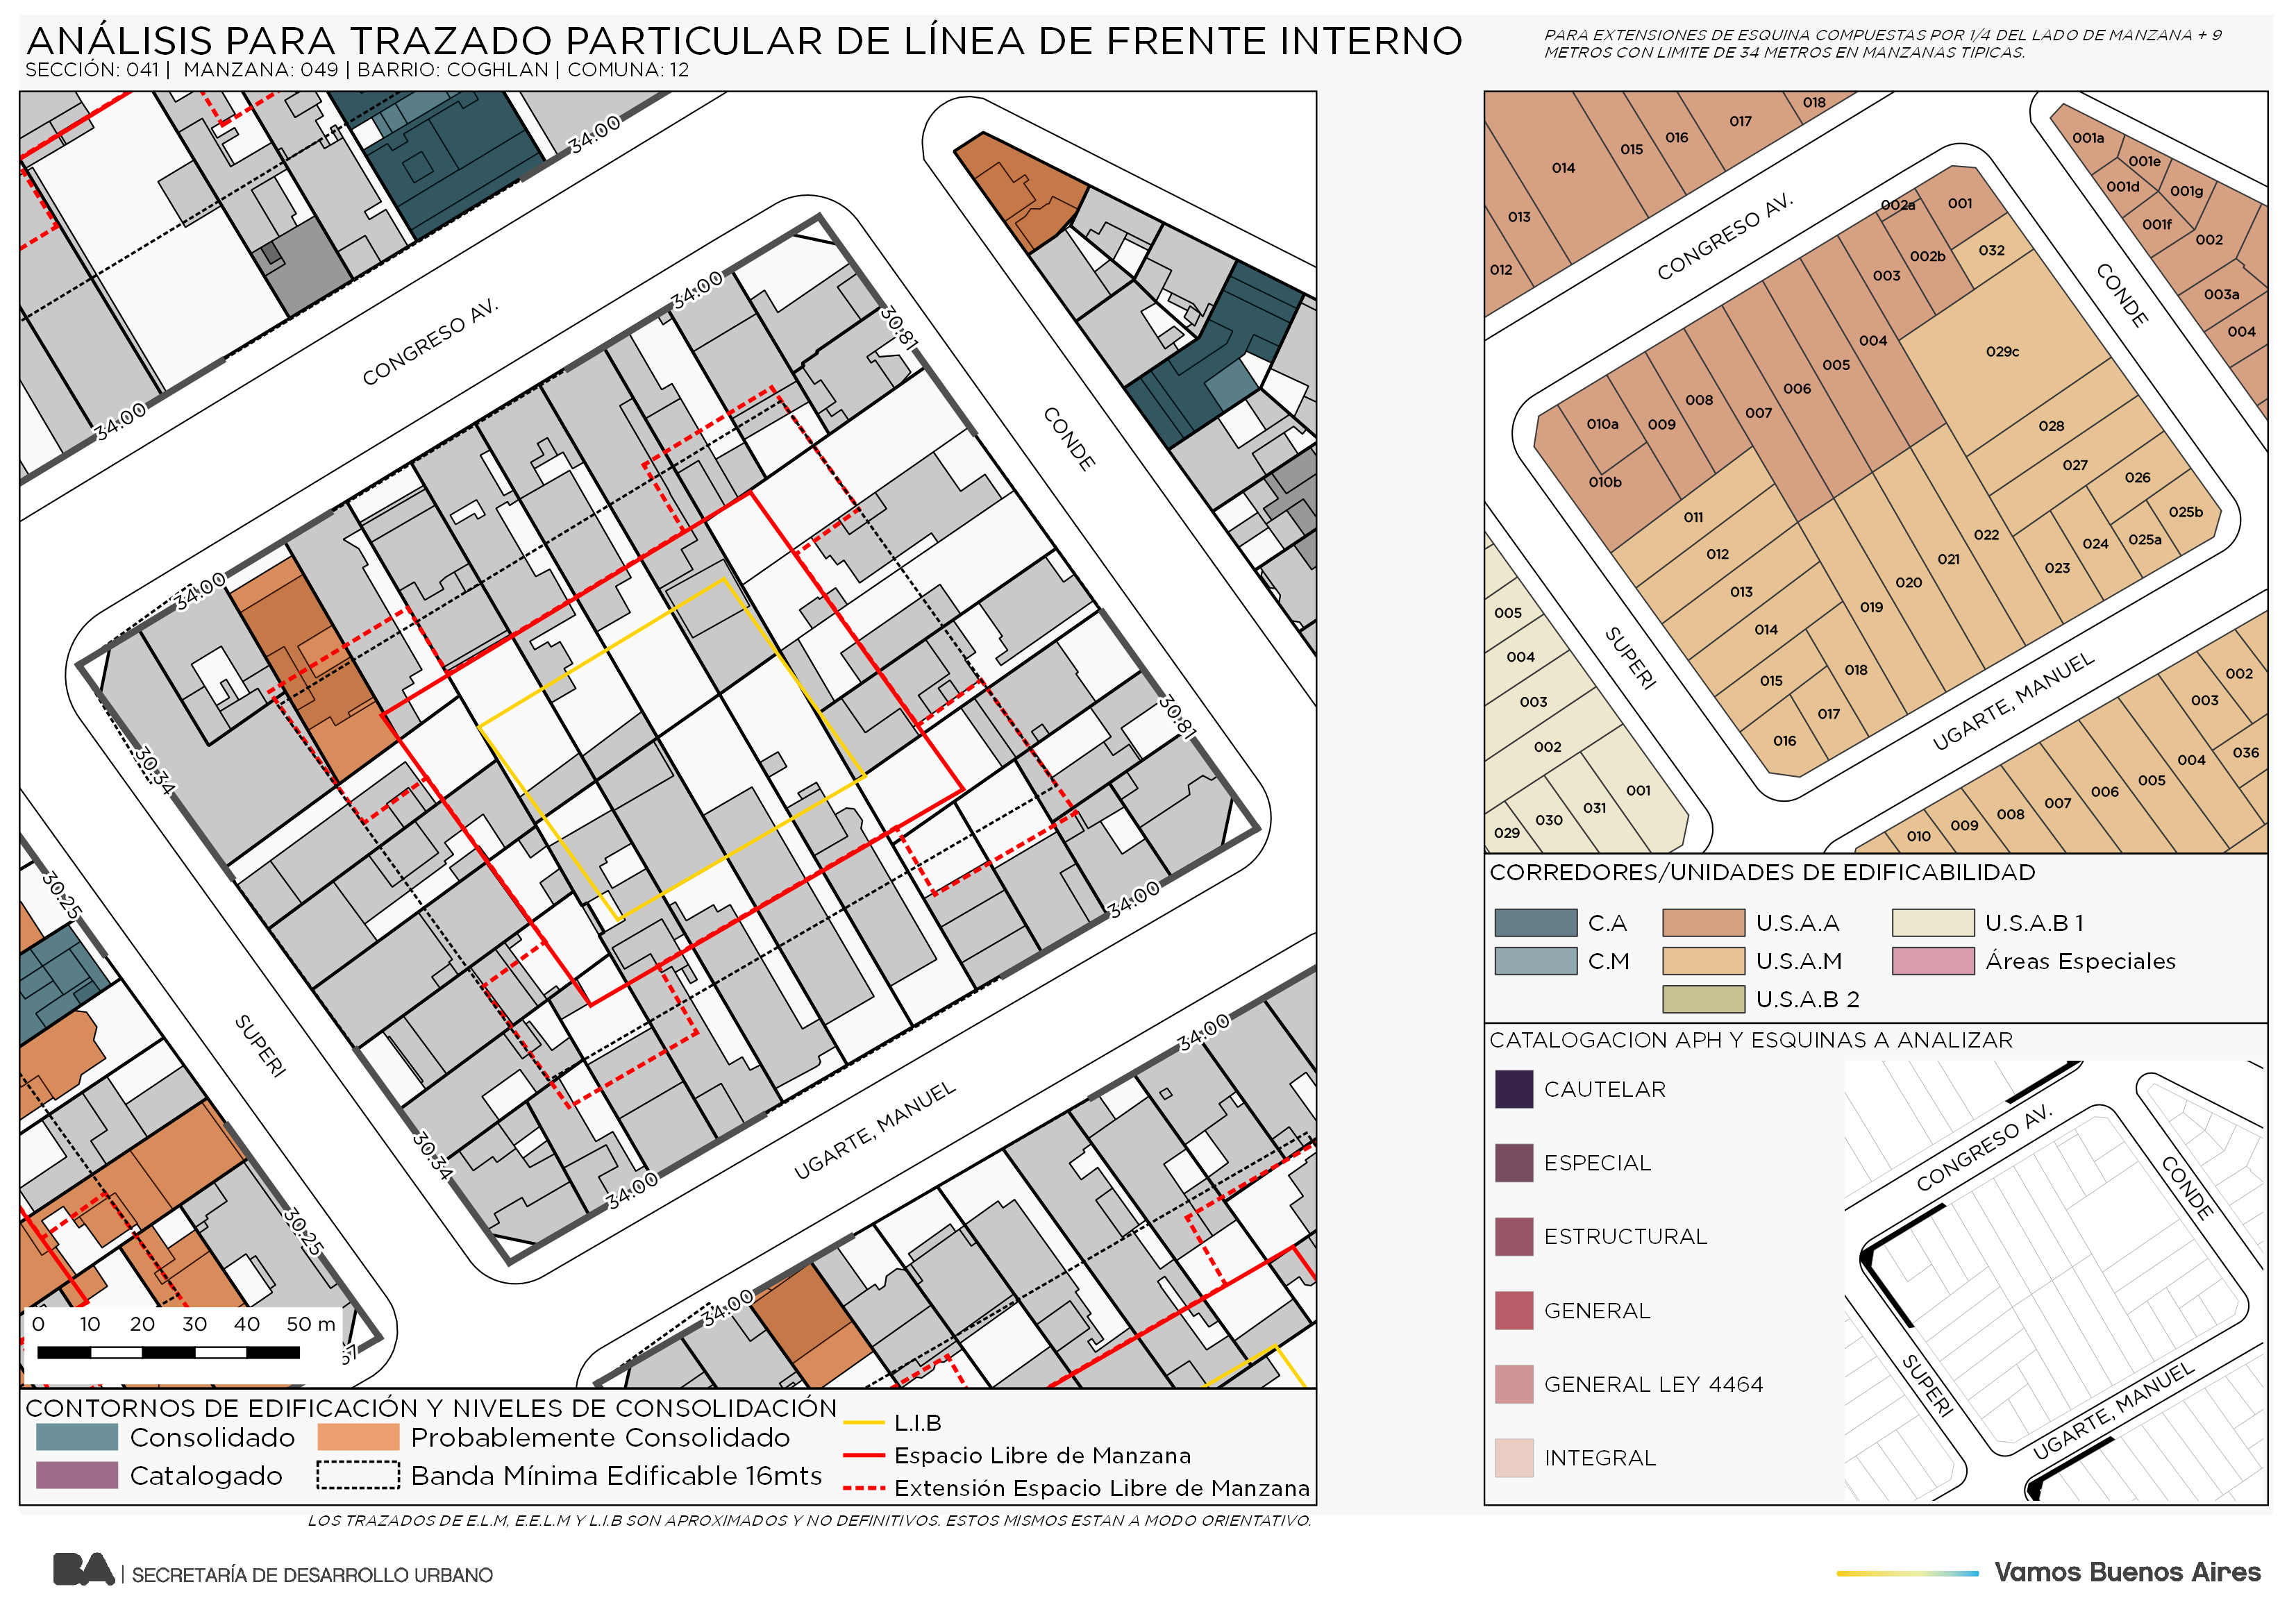 ANÁLISIS PARA TRAZADO PARTICULAR DE LÍNEA DE FRENTE INTERNO
SECCIÓN: 041 | MANZANA: 049 | BARRIO: COGHLAN | COMUNA: 12
PARA EXTENSIONES DE ESQUINA COMPUESTAS POR 1/4 DEL LADO DE MANZANA + 9
METROS CON LIMITE DE 34 METROS EN MANZANAS TIPICAS.
34.00
34.00
CONGRESO AV.
34.00
30.81
CONDE
34.00
30.34
30.81
34.00
30.25
SUPERI
30.34
34.00
UGARTE, MANUEL
34.00
30.25
34.00
0 10 20 30 40 50 m
CONTORNOS DE EDIFICACIÓN Y NIVELES DE CONSOLIDACIÓN
Consolidado
Probablemente Consolidado
Catalogado
Banda Mínima Edificable 16mts
L.I.B
Espacio Libre de Manzana
Extensión Espacio Libre de Manzana
LOS TRAZADOS DE E.L.M, E.E.L.M Y L.I.B SON APROXIMADOS Y NO DEFINITIVOS. ESTOS MISMOS ESTAN A MODO ORIENTATIVO.
018
017
016
015
014
013
012
CONGRESO AV.
001a
001e
001d
001g
001f
002
003a
004
CONDE
002a
001
002b
032
003
004
005
006
007
008
009
010a
010b
029c
028
027
026
025b
025a
024
023
022
021
020
019
018
017
016
015
014
013
012
011
SUPERI
UGARTE, MANUEL
005
004
003
002
001
031
030
029
002
003
036
004
005
006
007
008
009
010
CORREDORES/UNIDADES DE EDIFICABILIDAD
C.A
U.S.A.A
U.S.A.B 1
C.M
U.S.A.M
Áreas Especiales
U.S.A.B 2
CATALOGACION APH Y ESQUINAS A ANALIZAR
CAUTELAR
ESPECIAL
ESTRUCTURAL
GENERAL
GENERAL LEY 4464
INTEGRAL
CONGRESO AV.
CONDE
SUPERI
UGARTE, MANUEL
BA | SECRETARÍA DE DESARROLLO URBANO
Vamos Buenos Aires